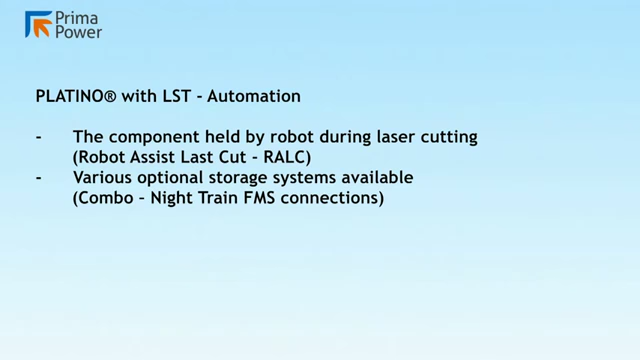 Prima
Power
PLATINO® with LST - Automation
- The component held by robot during laser cutting
(Robot Assist Last Cut - RALC)
- Various optional storage systems available
(Combo – Night Train FMS connections)